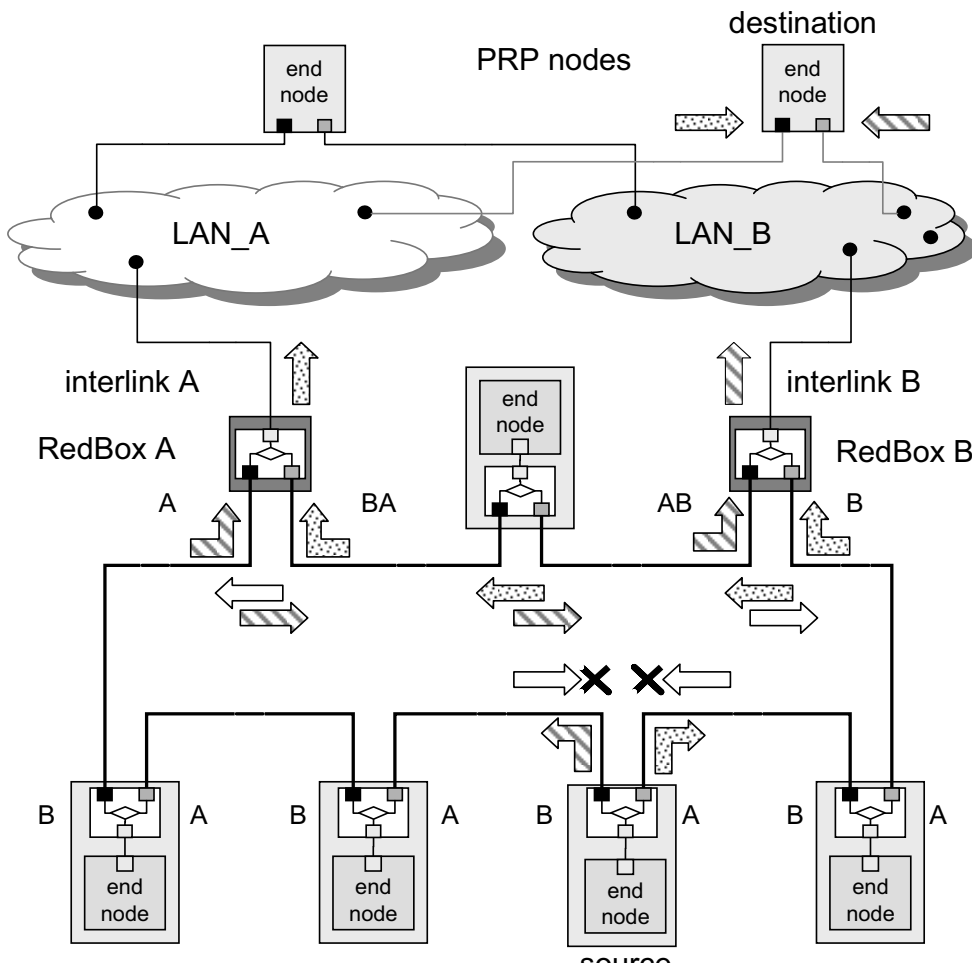 destination
PRP nodes
end
node
end
node
LAN_A
LAN_B
interlink A
interlink B
end
node
RedBox A
RedBox B
A
BA
AB
B
B
A
B
A
B
A
B
A
end
node
end
node
end
node
end
node
source